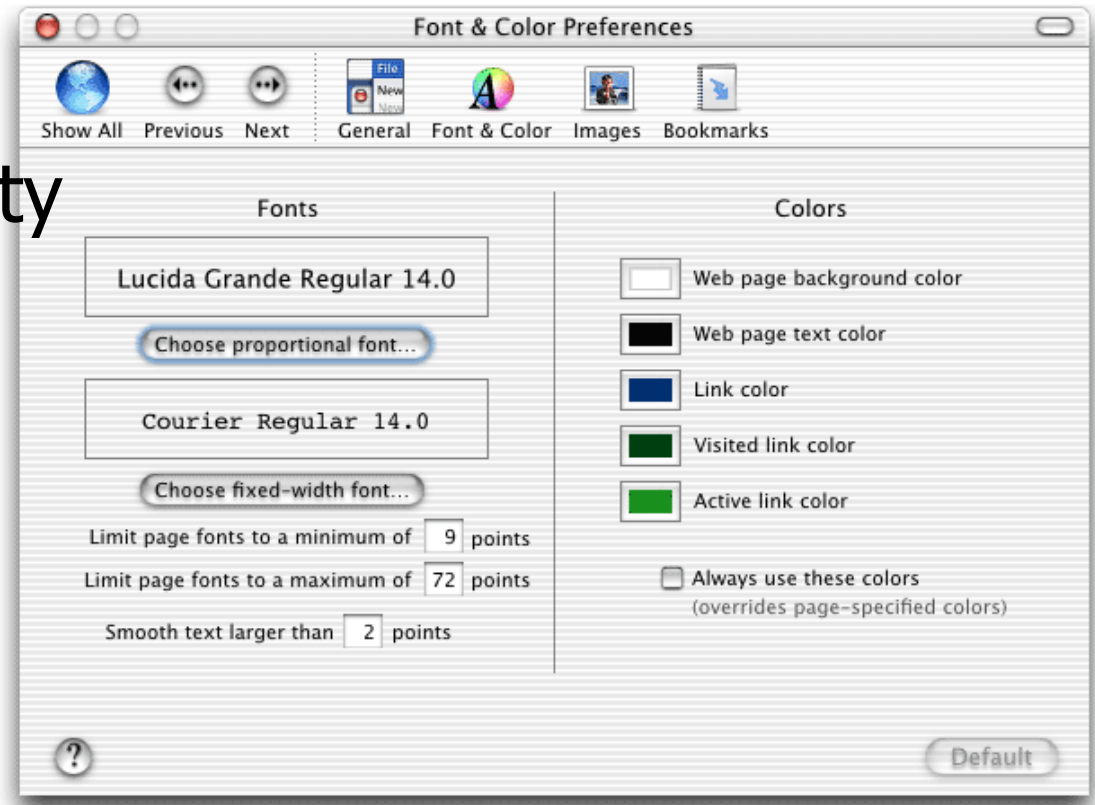 Font & Color Preferences
File
New
New
Show All Previous Next General Font & Color Images Bookmarks
ty
Fonts
Lucida Grande Regular 14.0
Choose proportional font...
Courier Regular 14.0
Choose fixed-width font...
Limit page fonts to a minimum of 9 points
Limit page fonts to a maximum of 72 points
Smooth text larger than 2 points
Colors
Web page background color
Web page text color
Link color
Visited link color
Active link color
Always use these colors
(overrides page-specified colors)
?
Default